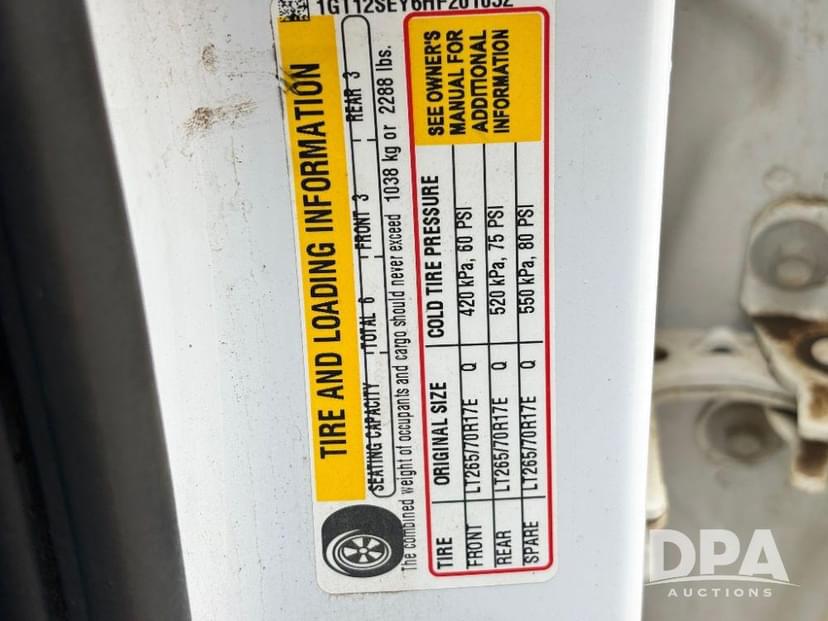 TIRE AND LOADING INFORMATION
SEATING CAPACITY TOTAL 6 FRONT 3 REAR 3
The combined weight of occupants and cargo should never exceed 1038 kg or 2288 lbs.
TIRE ORIGINAL SIZE COLD TIRE PRESSURE
FRONT LT265/70R17E Q 420 kPa, 60 PSI
REAR LT265/70R17E Q 520 kPa, 75 PSI
SPARE LT265/70R17E Q 550 kPa, 80 PSI
SEE OWNER'S
MANUAL FOR
ADDITIONAL
INFORMATION
DPA
AUCTIONS